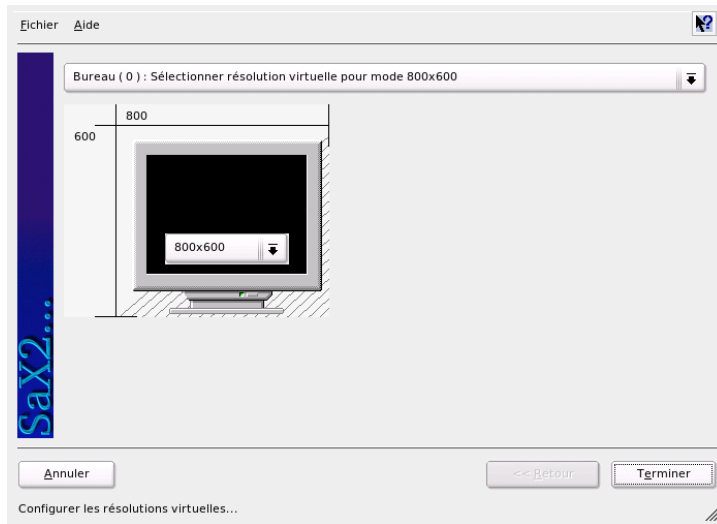 Fichier Aide
Bureau ( 0 ) : Sélectionner résolution virtuelle pour mode 800x600
800
600
800x600
SaX2...
Annuler
<< Retour
Terminer
Configurer les résolutions virtuelles...